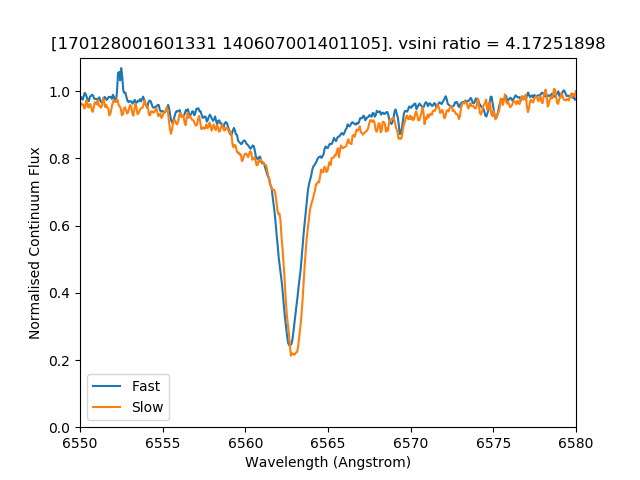 [170128001601331 140607001401105]. vsini ratio = 4.17251898
Normalised Continuum Flux
1.0
0.8
0.6
0.4
0.2
0.0
Fast
Slow
6550 6555 6560 6565 6570 6575 6580
Wavelength (Angstrom)